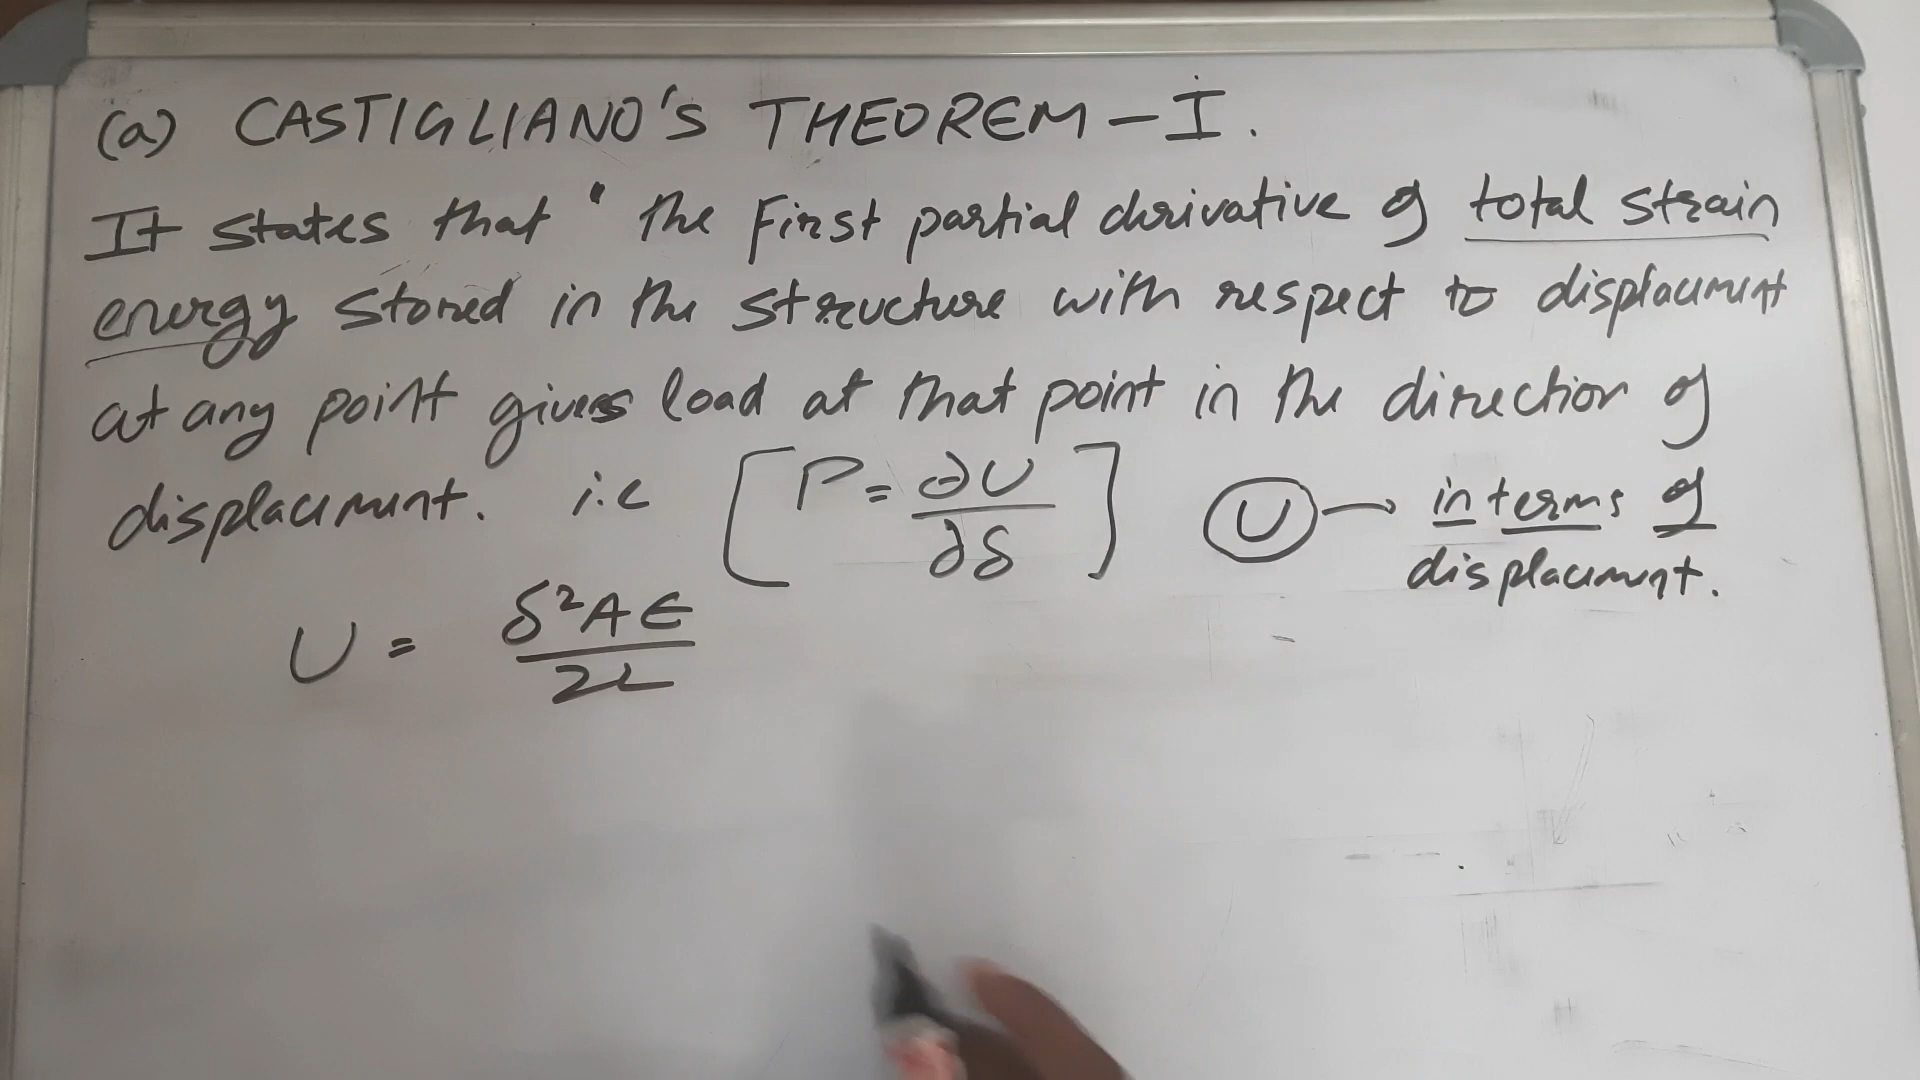 (a) CASTIGLIANO'S THEOREM - I.
It states that " the First partial derivative of total strain
energy stored in the structure with respect to displacement
at any point gives load at that point in the direction of
displacement. i.e [P = ∂U/∂δ] U → in terms of
displacement.
U = δ²AE/2L